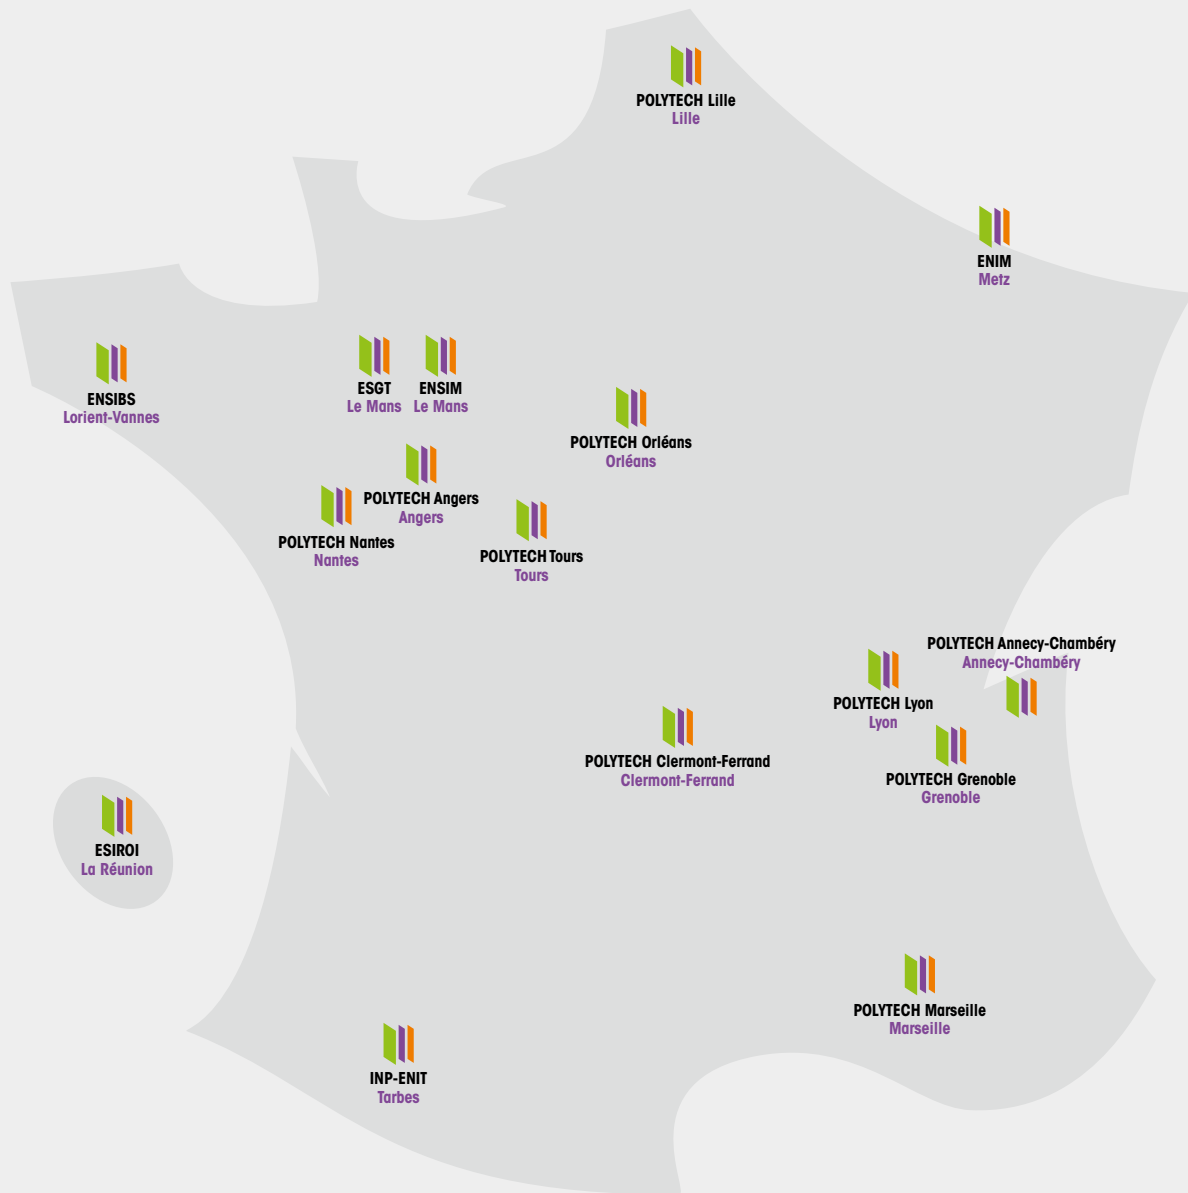 POLYTECH Lille
Lille
ENIM
Metz
ENSIBS
Lorient-Vannes
ESGT
Le Mans
ENSIM
Le Mans
POLYTECH Orléans
Orléans
POLYTECH Angers
Angers
POLYTECH Nantes
Nantes
POLYTECH Tours
Tours
POLYTECH Annecy-Chambéry
Annecy-Chambéry
POLYTECH Lyon
Lyon
POLYTECH Clermont-Ferrand
Clermont-Ferrand
POLYTECH Grenoble
Grenoble
ESIROI
La Réunion
POLYTECH Marseille
Marseille
INP-ENIT
Tarbes